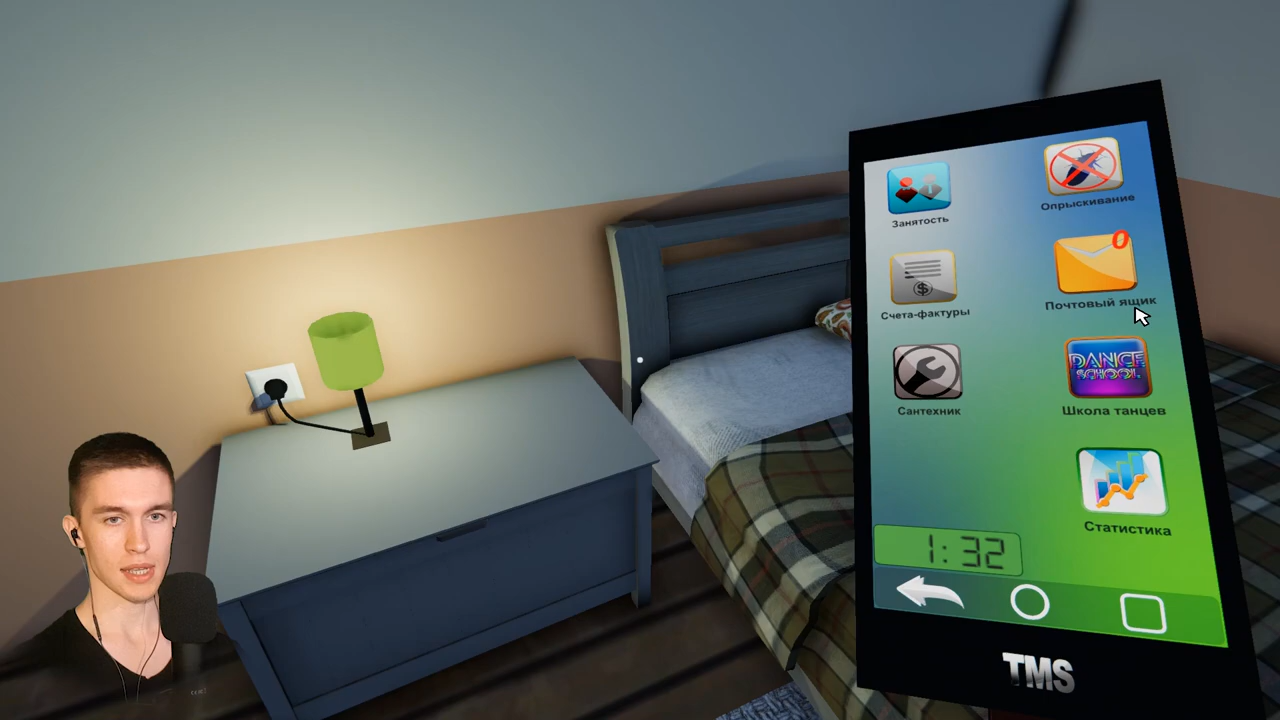 Занятость
Опрыскивание
0
Счета-фактуры
Почтовый ящик
Сантехник
DANCE
SCHOOL
Школа танцев
Статистика
1:32
TMS